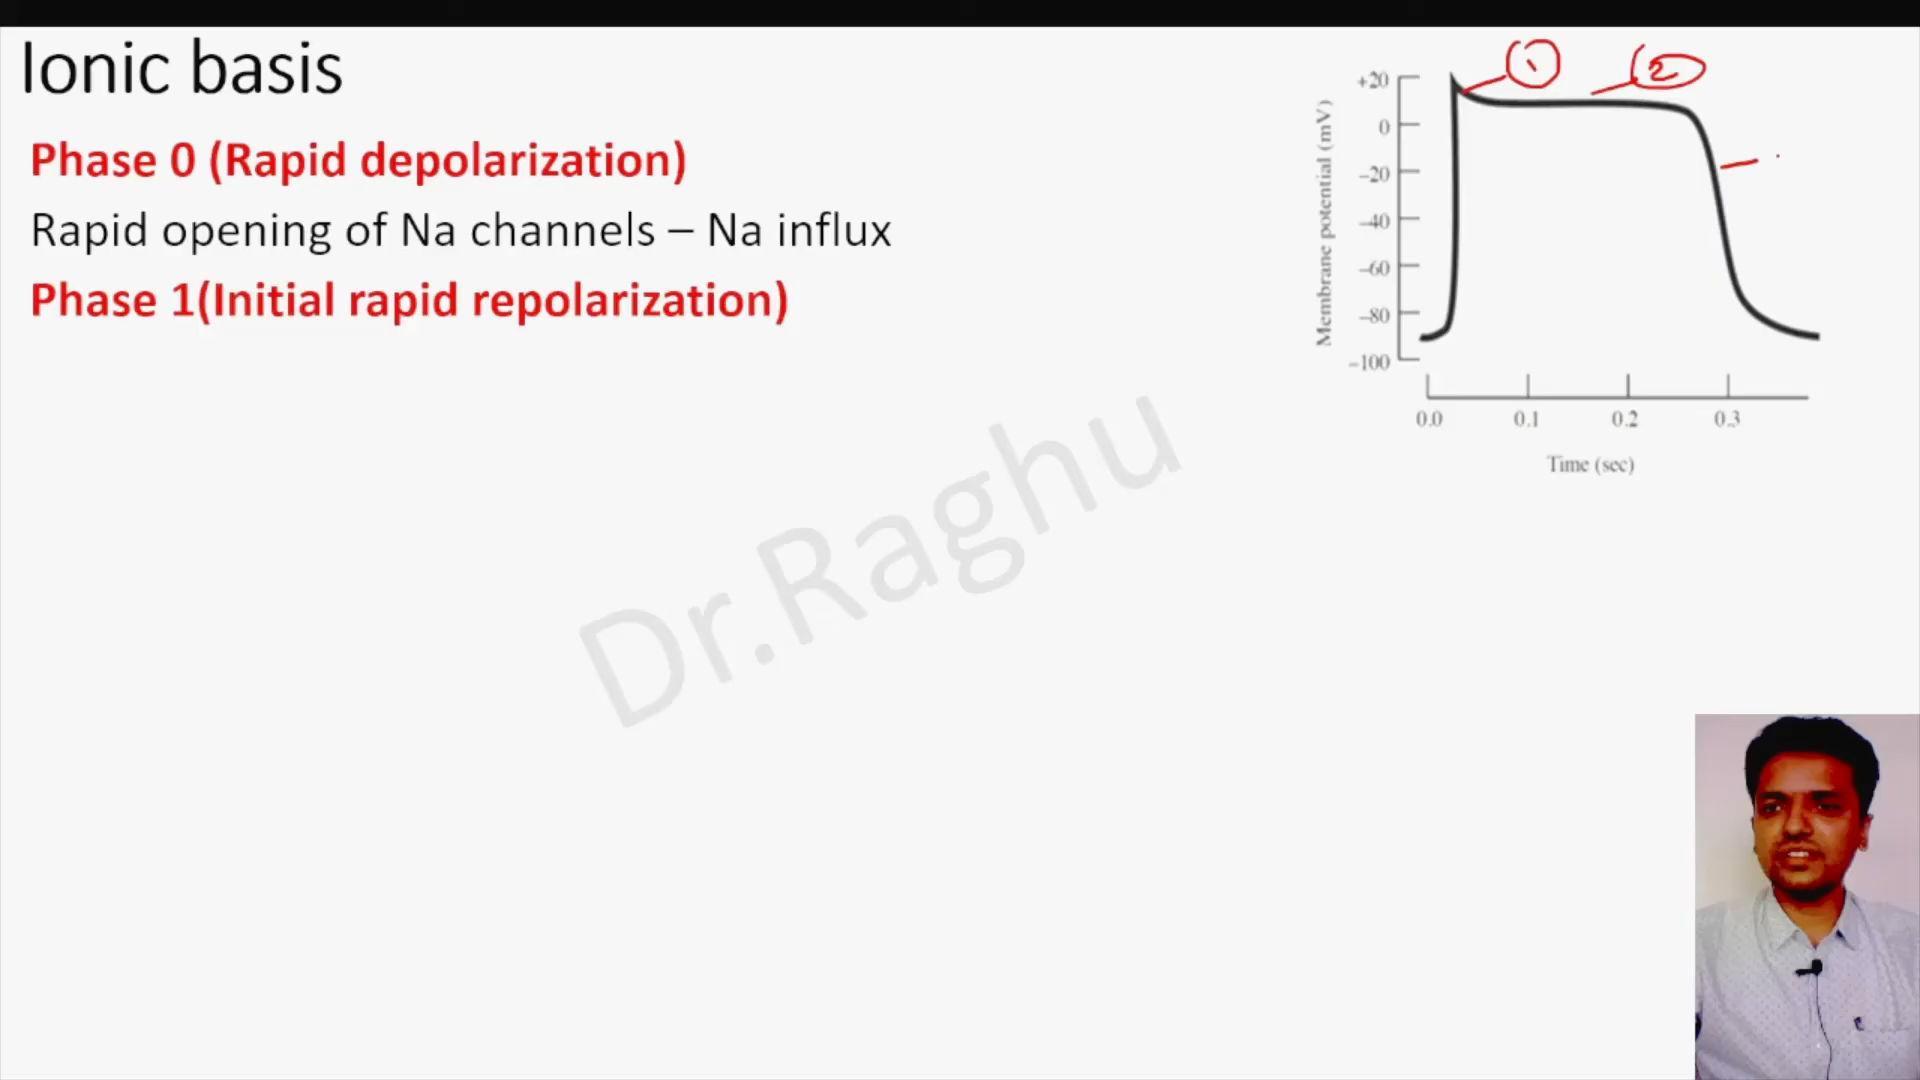 Ionic basis
Phase 0 (Rapid depolarization)
Rapid opening of Na channels – Na influx
Phase 1(Initial rapid repolarization)
Dr.Raghu
1
2
Membrane potential (mV)
+20
0
–20
–40
–60
–80
–100
0.0 0.1 0.2 0.3
Time (sec)